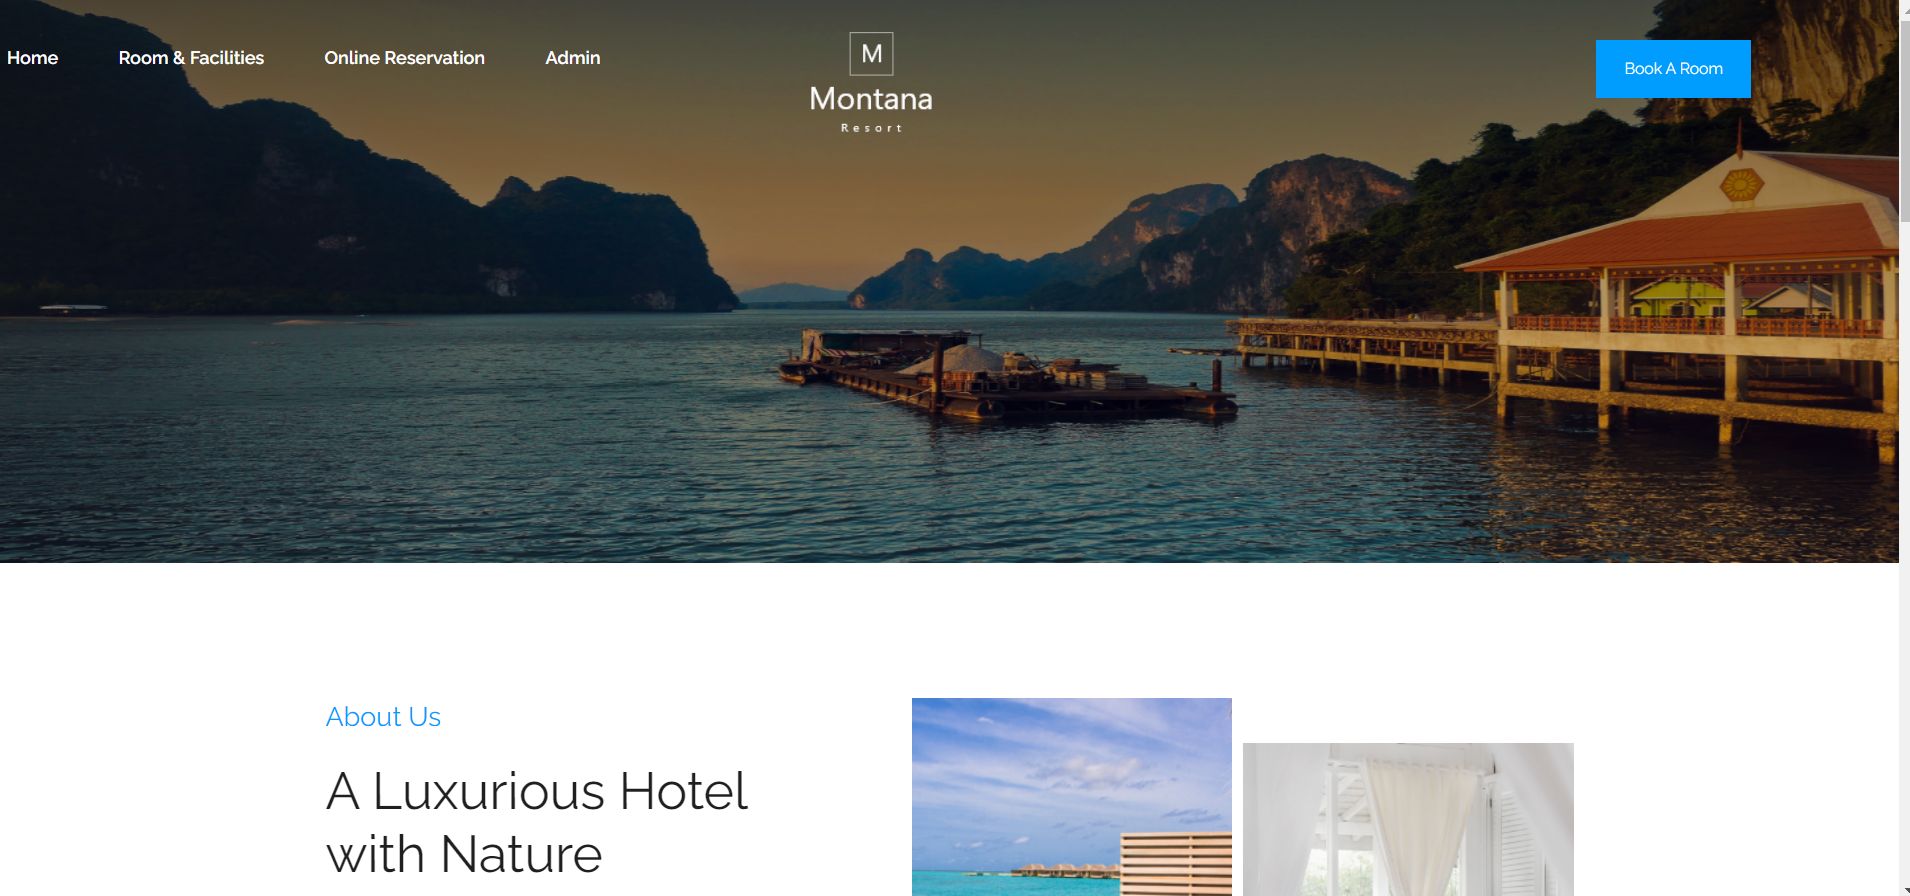 Home
Room & Facilities
Online Reservation
Admin
M
Montana
Resort
Book A Room
About Us
A Luxurious Hotel
with Nature